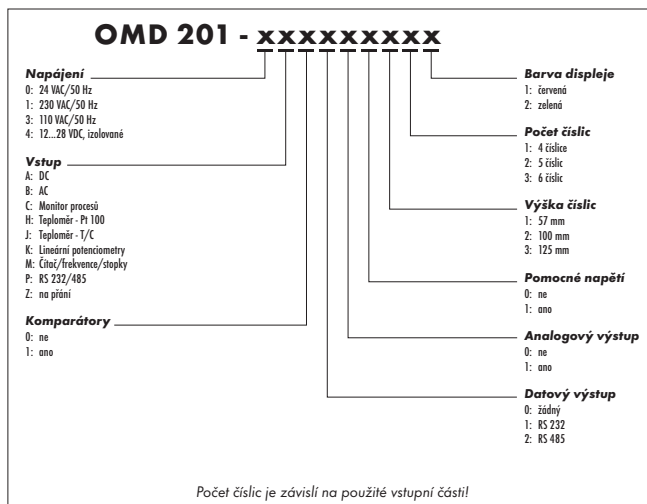 OMD 201 - xxxxxxxxx
Napájení
0: 24 VAC/50 Hz
1: 230 VAC/50 Hz
3: 110 VAC/50 Hz
4: 12...28 VDC, izolované
Vstup
A: DC
B: AC
C: Monitor procesů
H: Teploměr - Pt 100
J: Teploměr - T/C
K: Lineární potenciometry
M: Čítač/frekvence/stopky
P: RS 232/485
Z: na přání
Komparátory
0: ne
1: ano
Barva displeje
1: červená
2: zelená
Počet číslic
1: 4 číslice
2: 5 číslic
3: 6 číslic
Výška číslic
1: 57 mm
2: 100 mm
3: 125 mm
Pomocné napětí
0: ne
1: ano
Analogový výstup
0: ne
1: ano
Datový výstup
0: žádný
1: RS 232
2: RS 485
Počet číslic je závislí na použité vstupní části!